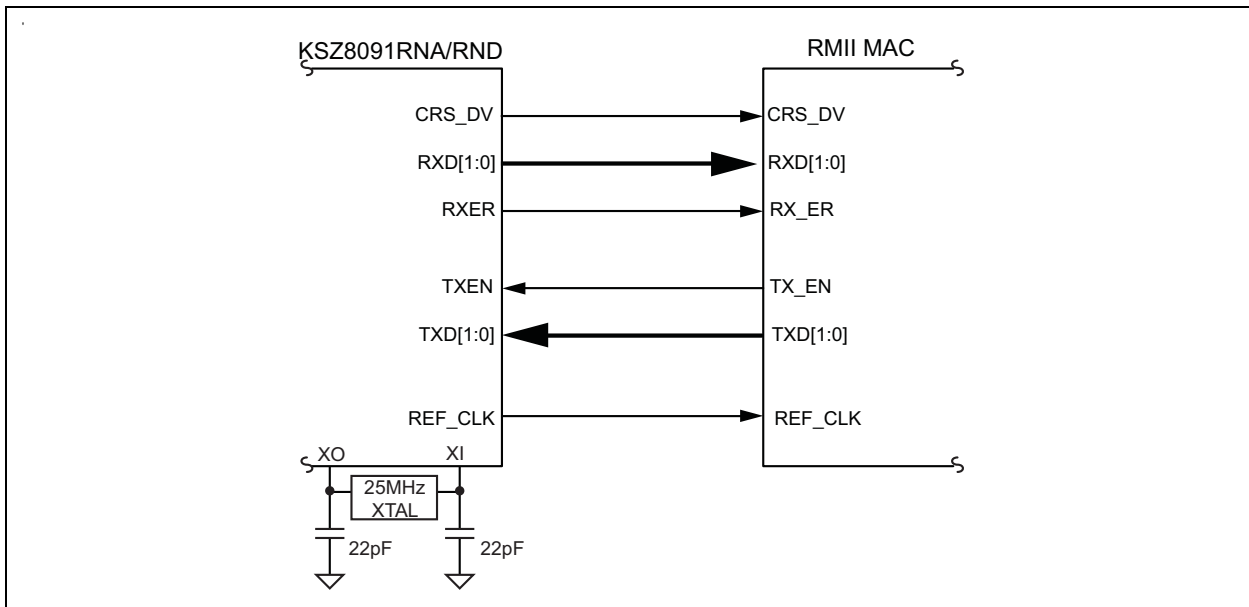 KSZ8091RNA/RND
RMII MAC
CRS_DV
CRS_DV
RXD[1:0]
RXD[1:0]
RXER
RX_ER
TXEN
TX_EN
TXD[1:0]
TXD[1:0]
REF_CLK
REF_CLK
XO
XI
25MHz
XTAL
22pF
22pF